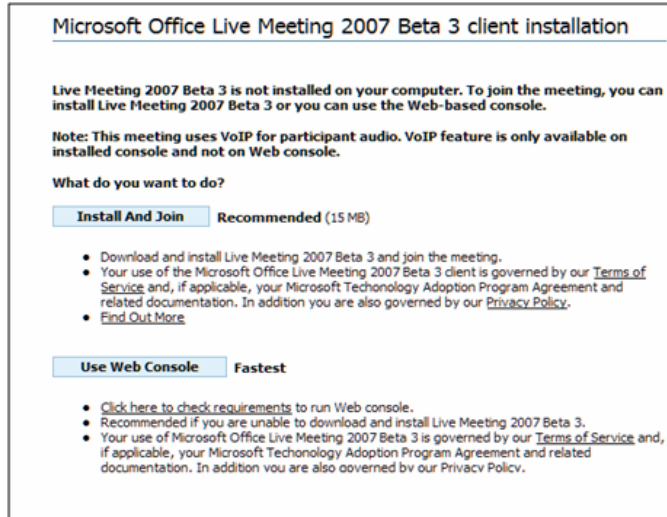 Microsoft Office Live Meeting 2007 Beta 3 client installation
Live Meeting 2007 Beta 3 is not installed on your computer. To join the meeting, you can
install Live Meeting 2007 Beta 3 or you can use the Web-based console.
Note: This meeting uses VoIP for participant audio. VoIP feature is only available on
installed console and not on Web console.
What do you want to do?
Install And Join Recommended (15 MB)
• Download and install Live Meeting 2007 Beta 3 and join the meeting.
• Your use of the Microsoft Office Live Meeting 2007 Beta 3 client is governed by our Terms of
Service and, if applicable, your Microsoft Techonology Adoption Program Agreement and
related documentation. In addition you are also governed by our Privacy Policy.
• Find Out More
Use Web Console Fastest
• Click here to check requirements to run Web console.
• Recommended if you are unable to download and install Live Meeting 2007 Beta 3.
• Your use of Microsoft Office Live Meeting 2007 Beta 3 is governed by our Terms of Service and,
if applicable, your Microsoft Techonology Adoption Program Agreement and related
documentation. In addition you are also governed by our Privacy Policy.